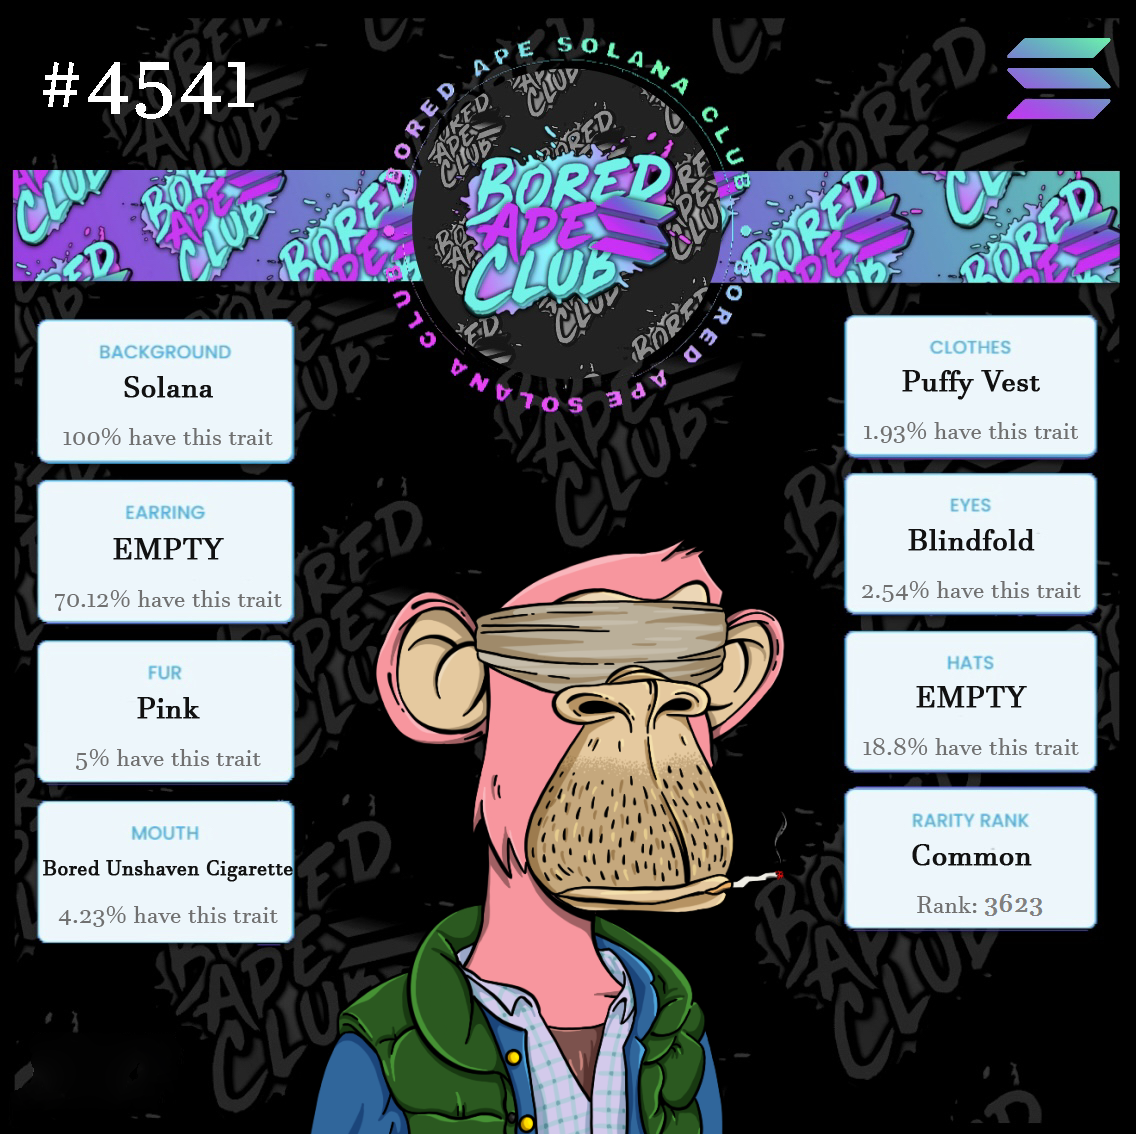 #4541
BORED APE SOLANA CLUB
BORED APE SOLANA CLUB
BORED
APE
CLUB
BACKGROUND
Solana
100% have this trait
EARRING
EMPTY
70.12% have this trait
FUR
Pink
5% have this trait
MOUTH
Bored Unshaven Cigarette
4.23% have this trait
CLOTHES
Puffy Vest
1.93% have this trait
EYES
Blindfold
2.54% have this trait
HATS
EMPTY
18.8% have this trait
RARITY RANK
Common
Rank: 3623